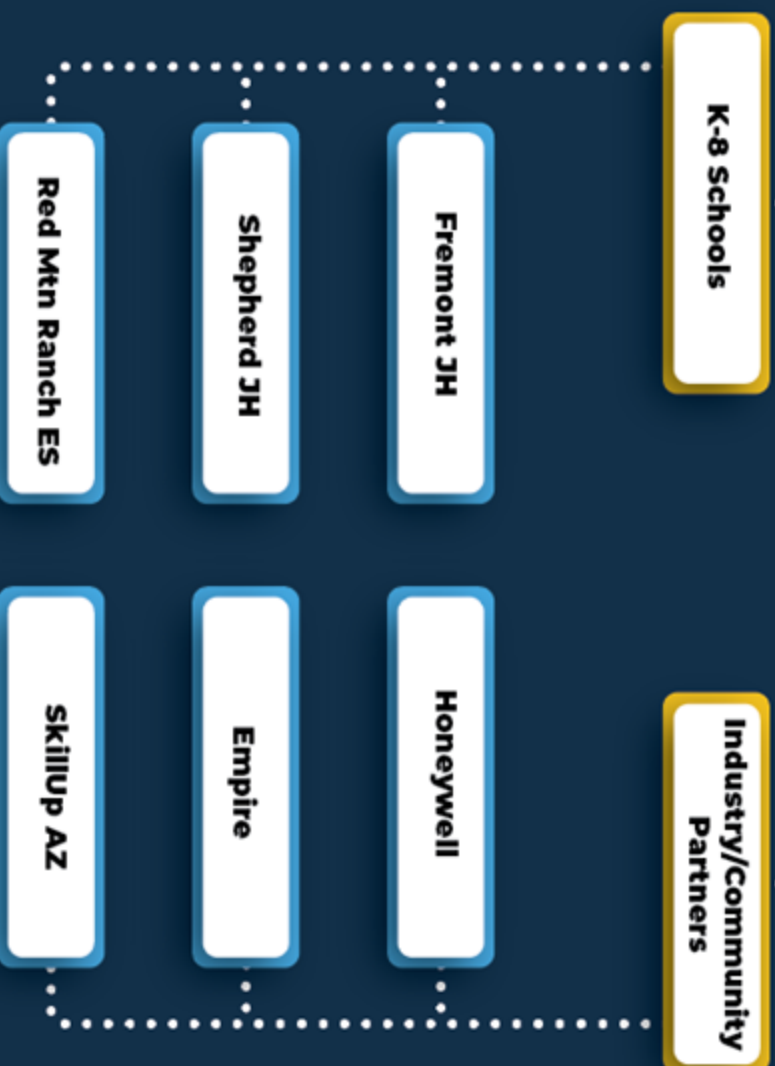 K-8 Schools
Industry/Community
Partners
Fremont JH
Honeywell
Shepherd JH
Empire
Red Mtn Ranch ES
SkillUp AZ